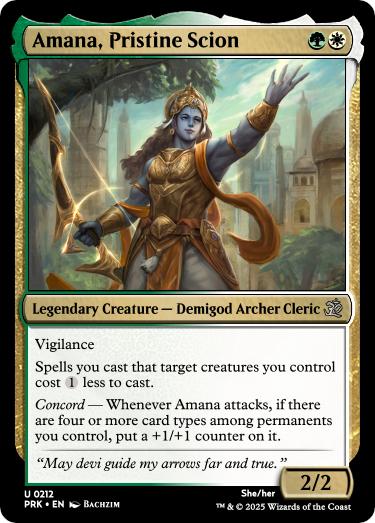 Amana, Pristine Scion
Legendary Creature — Demigod Archer Cleric
Vigilance
Spells you cast that target creatures you control
cost 1 less to cast.
Concord — Whenever Amana attacks, if there
are four or more card types among permanents
you control, put a +1/+1 counter on it.
“May devi guide my arrows far and true.”
2/2
U 0212
She/her
PRK • EN Bachzim
™ & © 2025 Wizards of the Coast